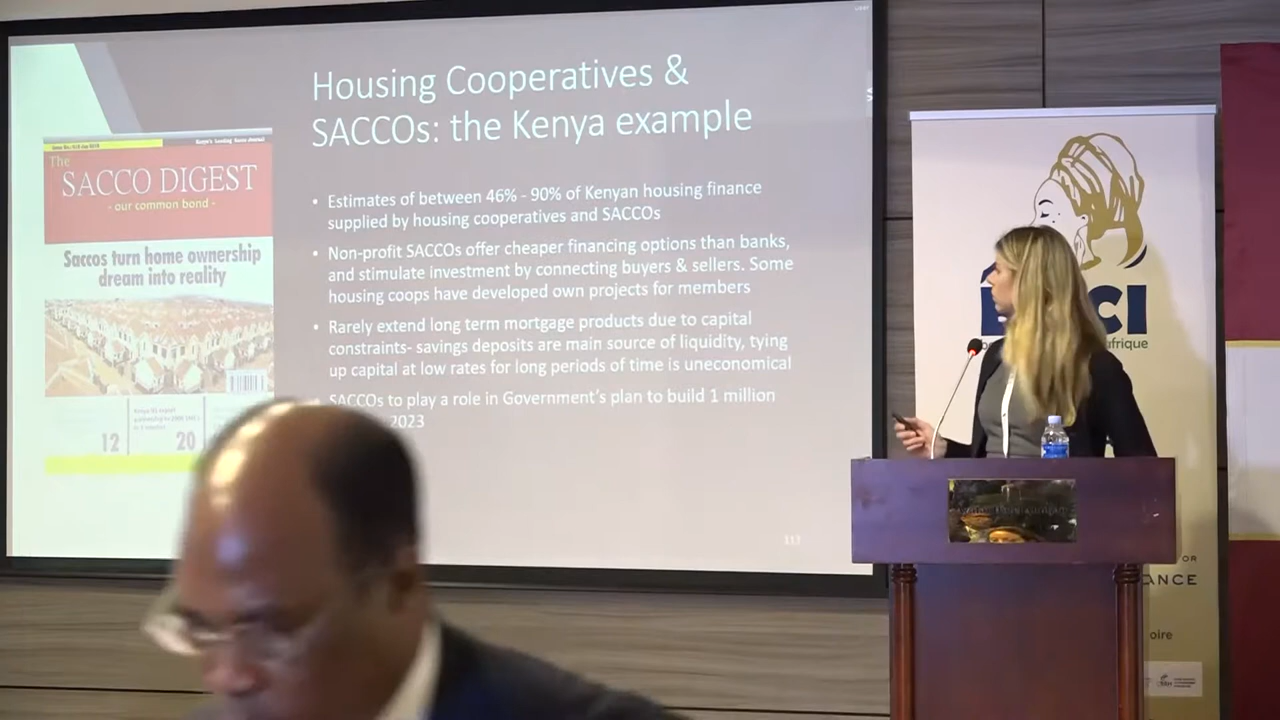 Housing Cooperatives &
SACCOs: the Kenya example
The
SACCO DIGEST
- our common bond -
Saccos turn home ownership
dream into reality
12
20
• Estimates of between 46% - 90% of Kenyan housing finance
supplied by housing cooperatives and SACCOs
• Non-profit SACCOs offer cheaper financing options than banks,
and stimulate investment by connecting buyers & sellers. Some
housing coops have developed own projects for members
• Rarely extend long term mortgage products due to capital
constraints- savings deposits are main source of liquidity, tying
up capital at low rates for long periods of time is uneconomical
SACCOs to play a role in Government's plan to build 1 million
2023
113
CI
afrique
OR
ANCE
oire